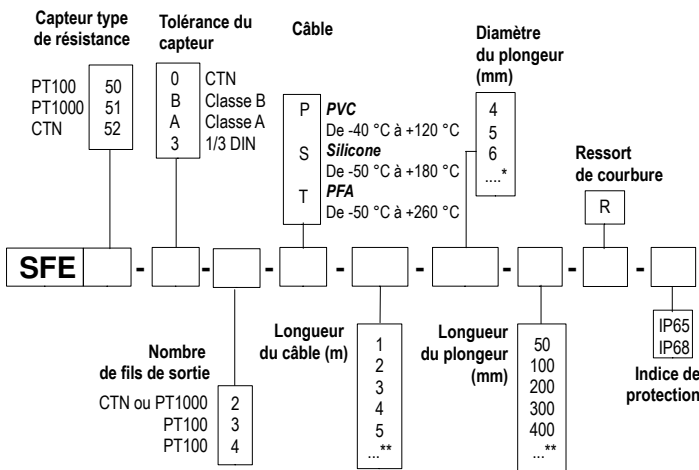 Capteur type
de résistance
PT100 50
PT1000 51
CTN 52
Tolérance du
capteur
0 CTN
B Classe B
A Classe A
3 1/3 DIN
Câble
P PVC
De -40 °C à +120 °C
S Silicone
De -50 °C à +180 °C
T PFA
De -50 °C à +260 °C
Diamètre
du plongeur
(mm)
4
5
6
....*
Ressort
de courbure
R
SFE - - - - - - - -
Nombre
de fils de sortie
CTN ou PT1000 2
PT100 3
PT100 4
Longueur
du câble (m)
1
2
3
4
5
...**
Longueur
du plongeur
(mm)
50
100
200
300
400
...**
IP65
IP68
Indice de
protection